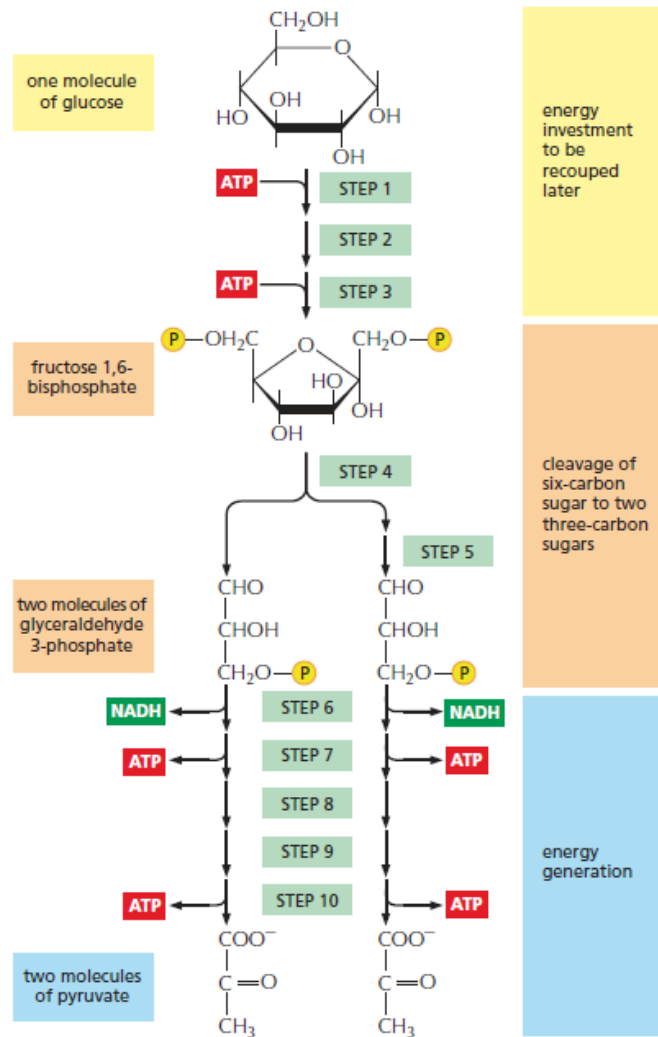 CH₂OH
O
one molecule
of glucose
HO
OH
OH
OH
energy
investment
to be
recouped
later
ATP
STEP 1
STEP 2
ATP
STEP 3
P–OH₂C
O
CH₂O–P
fructose 1,6-
bisphosphate
HO
OH
OH
STEP 4
cleavage of
six-carbon
sugar to two
three-carbon
sugars
STEP 5
two molecules of
glyceraldehyde
3-phosphate
CHO
CHOH
CH₂O–P
CHO
CHOH
CH₂O–P
NADH
STEP 6
NADH
ATP
STEP 7
ATP
STEP 8
STEP 9
energy
generation
ATP
STEP 10
ATP
two molecules
of pyruvate
COO⁻
C=O
CH₃
COO⁻
C=O
CH₃